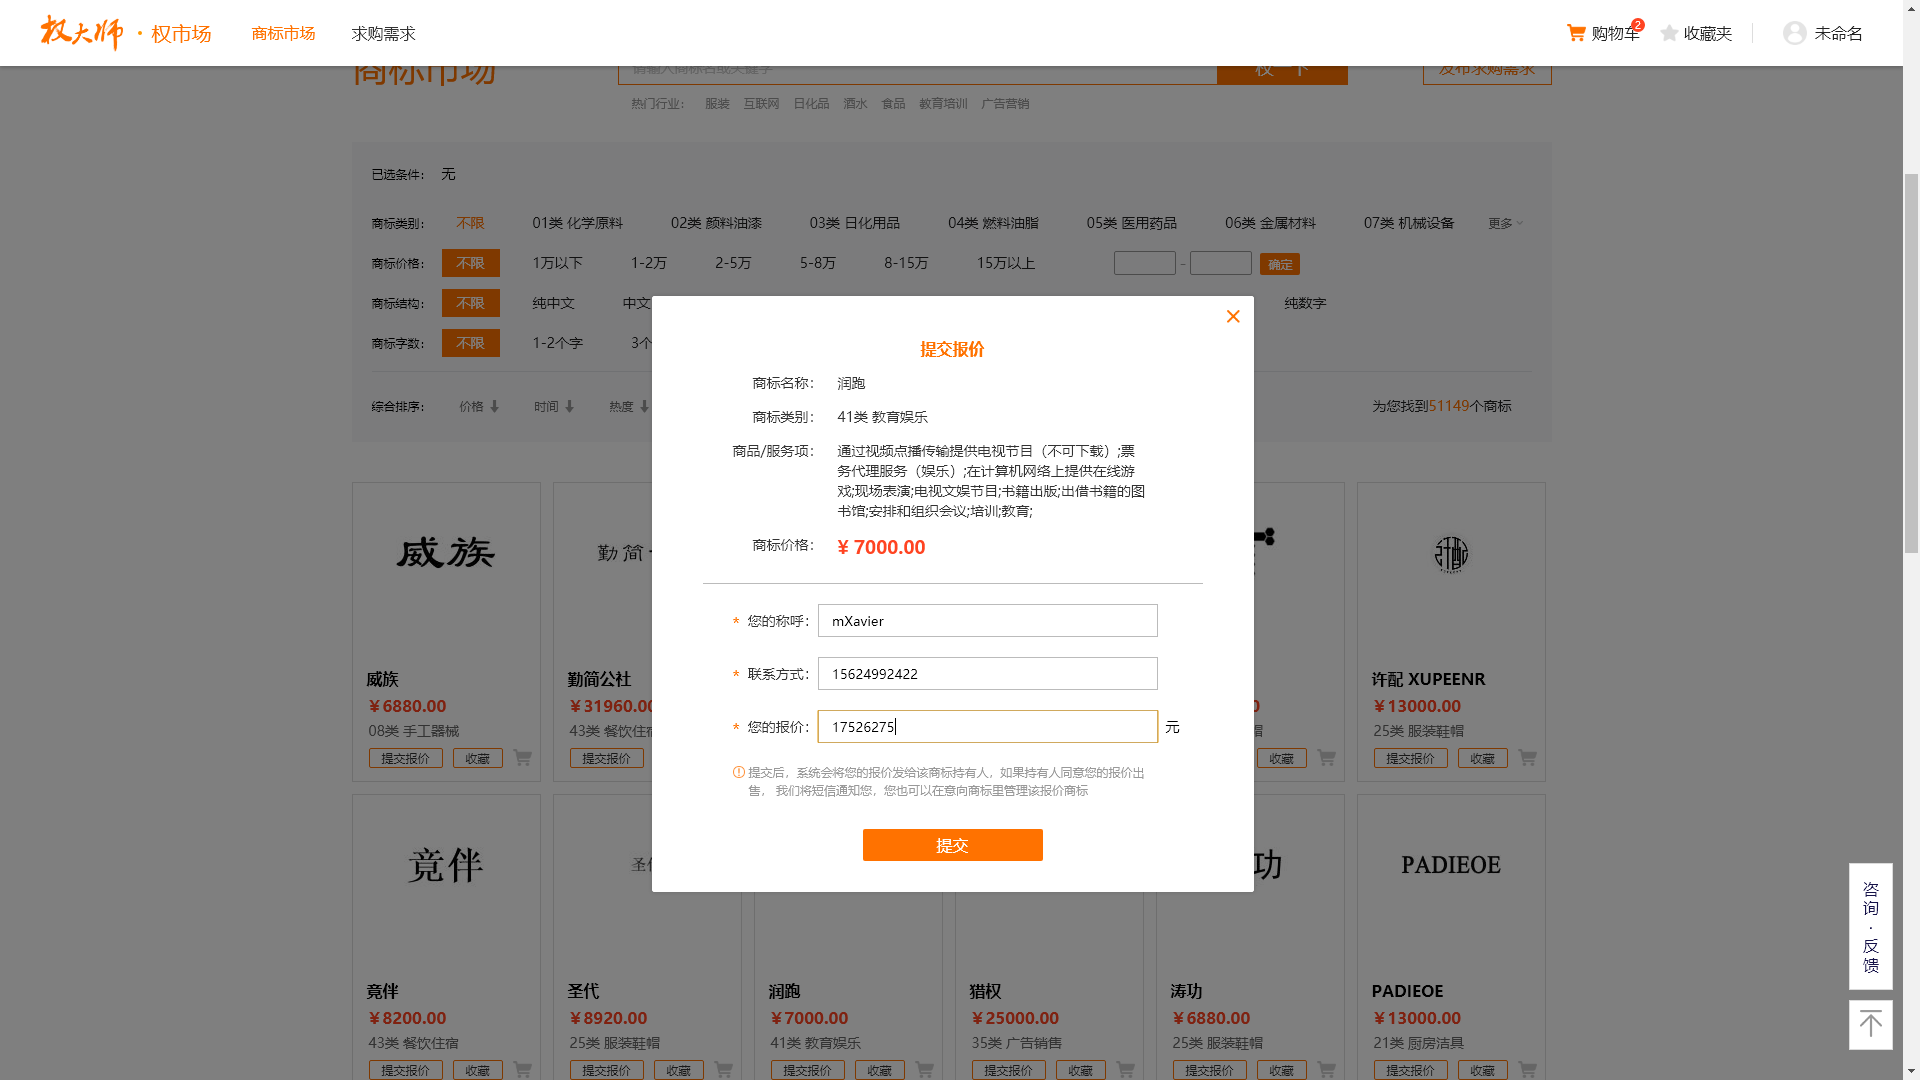 权大师 · 权市场 商标市场 求购需求 购物车 2 收藏夹 未命名
商标市场 请输入商标名或关键字 权一下 发布求购需求
热门行业： 服装 互联网 日化品 酒水 食品 教育培训 广告营销
已选条件： 无
商标类别： 不限 01类 化学原料 02类 颜料油漆 03类 日化用品 04类 燃料油脂 05类 医用药品 06类 金属材料 07类 机械设备 更多
商标价格： 不限 1万以下 1-2万 2-5万 5-8万 8-15万 15万以上 - 确定
商标结构： 不限 纯中文 中文 纯数字
商标字数： 不限 1-2个字 3个
综合排序： 价格 时间 热度 为您找到51149个商标
提交报价
商标名称： 润跑
商标类别： 41类 教育娱乐
商品/服务项： 通过视频点播传输提供电视节目（不可下载）;票
务代理服务（娱乐）;在计算机网络上提供在线游
戏;现场表演;电视文娱节目;书籍出版;出借书籍的图
书馆;安排和组织会议;培训;教育;
商标价格： ¥ 7000.00
* 您的称呼： mXavier
* 联系方式： 15624992422
* 您的报价： 17526275 元
提交后，系统会将您的报价发给该商标持有人，如果持有人同意您的报价出
售， 我们将短信通知您，您也可以在意向商标里管理该报价商标
提交
威族 勤简
威族 勤简公社 许配 XUPEENR
￥6880.00 ￥31960.00 ￥13000.00
08类 手工器械 43类 餐饮住宿 25类 服装鞋帽
提交报价 收藏 提交报价 收藏 提交报价 收藏
竟伴 圣代 功 PADIEOE
竟伴 圣代 润跑 猎权 涛功 PADIEOE
￥8200.00 ￥8920.00 ￥7000.00 ￥25000.00 ￥6880.00 ￥13000.00
43类 餐饮住宿 25类 服装鞋帽 41类 教育娱乐 35类 广告销售 25类 服装鞋帽 21类 厨房洁具
提交报价 收藏 提交报价 收藏 提交报价 收藏 提交报价 收藏 提交报价 收藏 提交报价 收藏
咨
询
·
反
馈